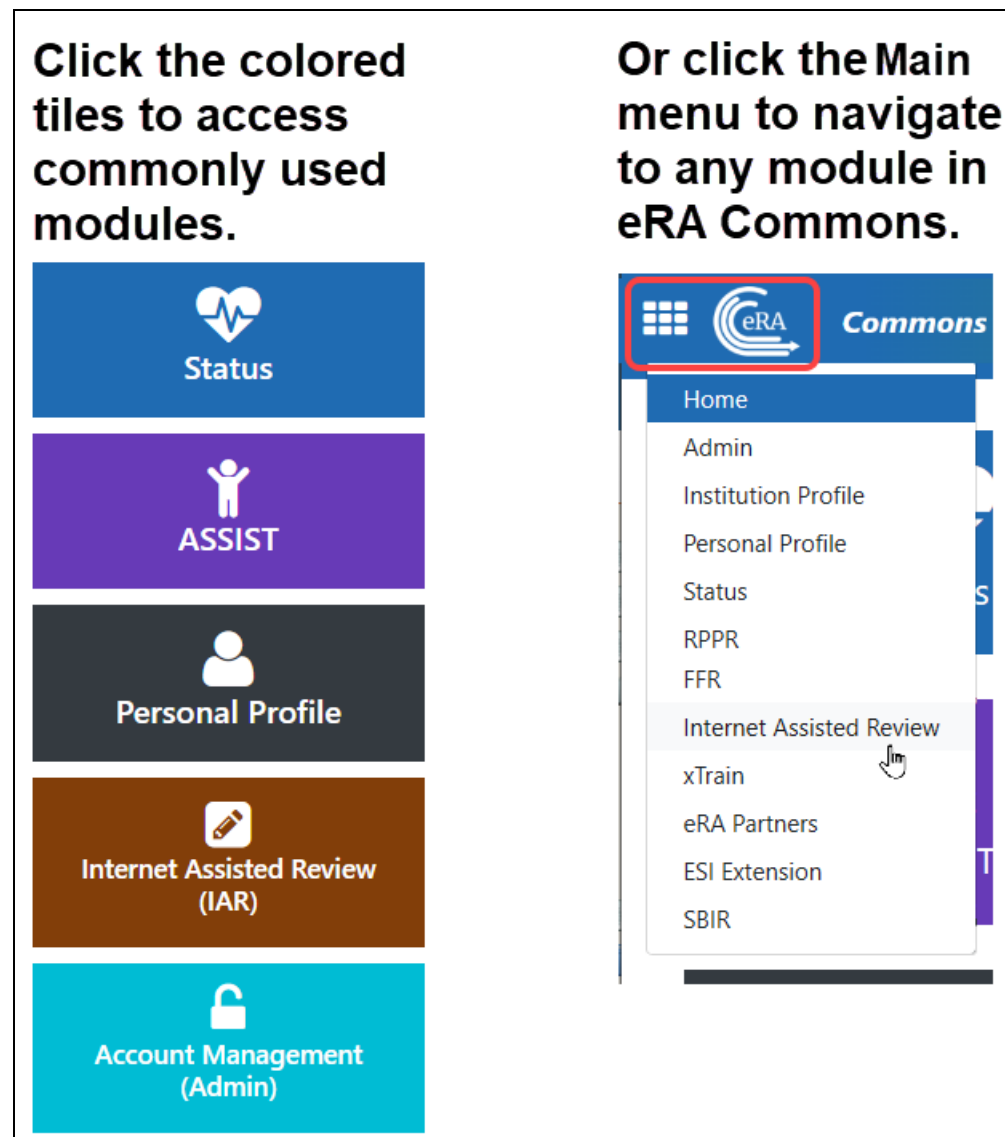 Click the colored
tiles to access
commonly used
modules.
Status
ASSIST
Personal Profile
Internet Assisted Review
(IAR)
Account Management
(Admin)
Or click the Main
menu to navigate
to any module in
eRA Commons.
eRA Commons
Home
Admin
Institution Profile
Personal Profile
Status
RPPR
FFR
Internet Assisted Review
xTrain
eRA Partners
ESI Extension
SBIR
s
T